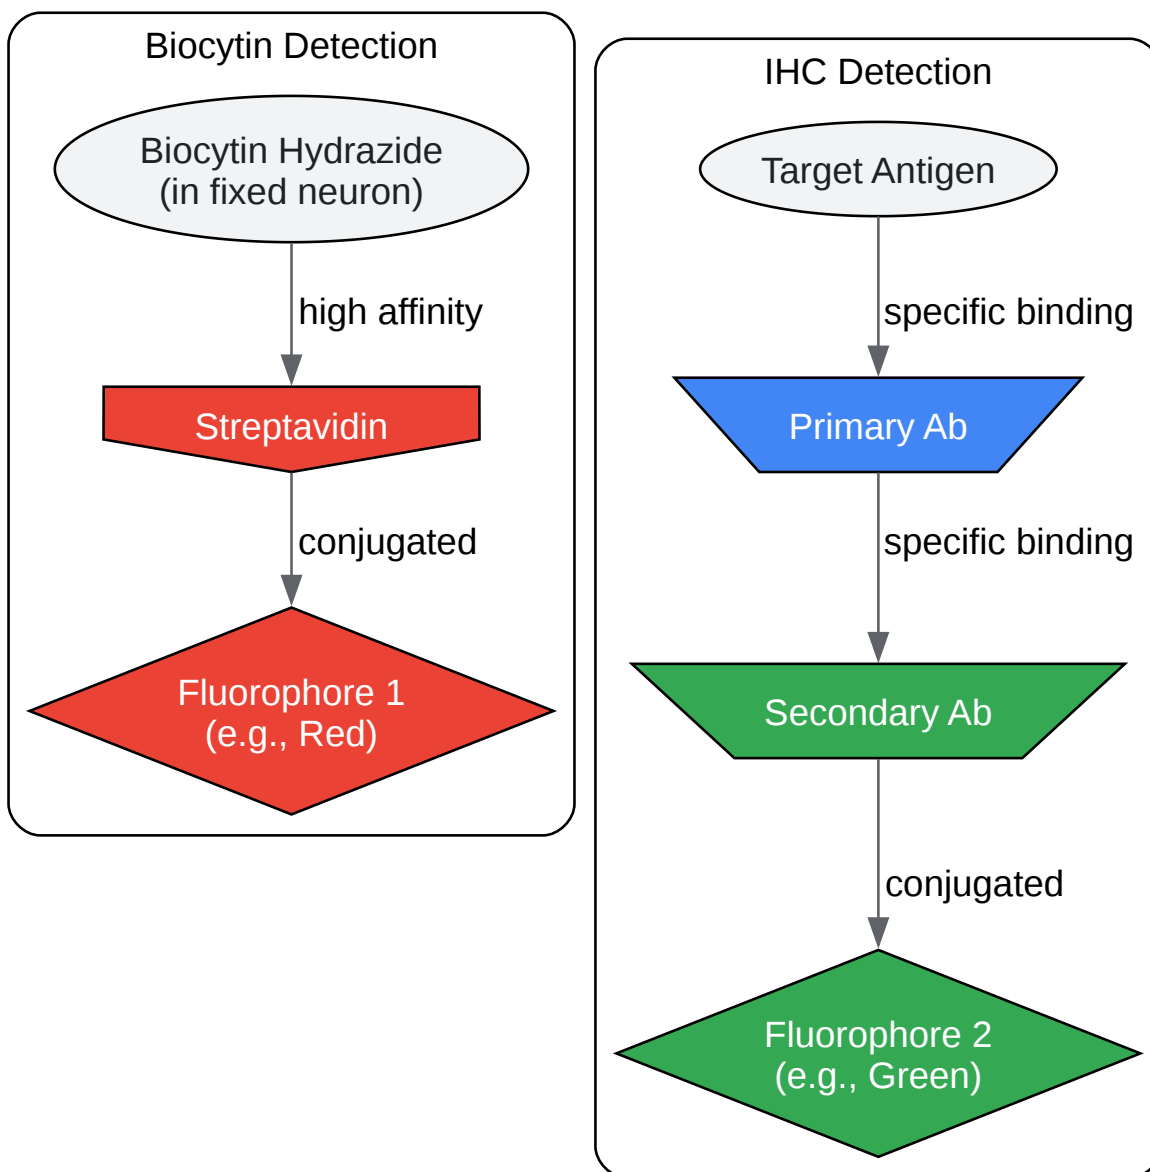 Biocytin Detection
Biocytin Hydrazide
(in fixed neuron)
high affinity
Streptavidin
conjugated
Fluorophore 1
(e.g., Red)
IHC Detection
Target Antigen
specific binding
Primary Ab
specific binding
Secondary Ab
conjugated
Fluorophore 2
(e.g., Green)